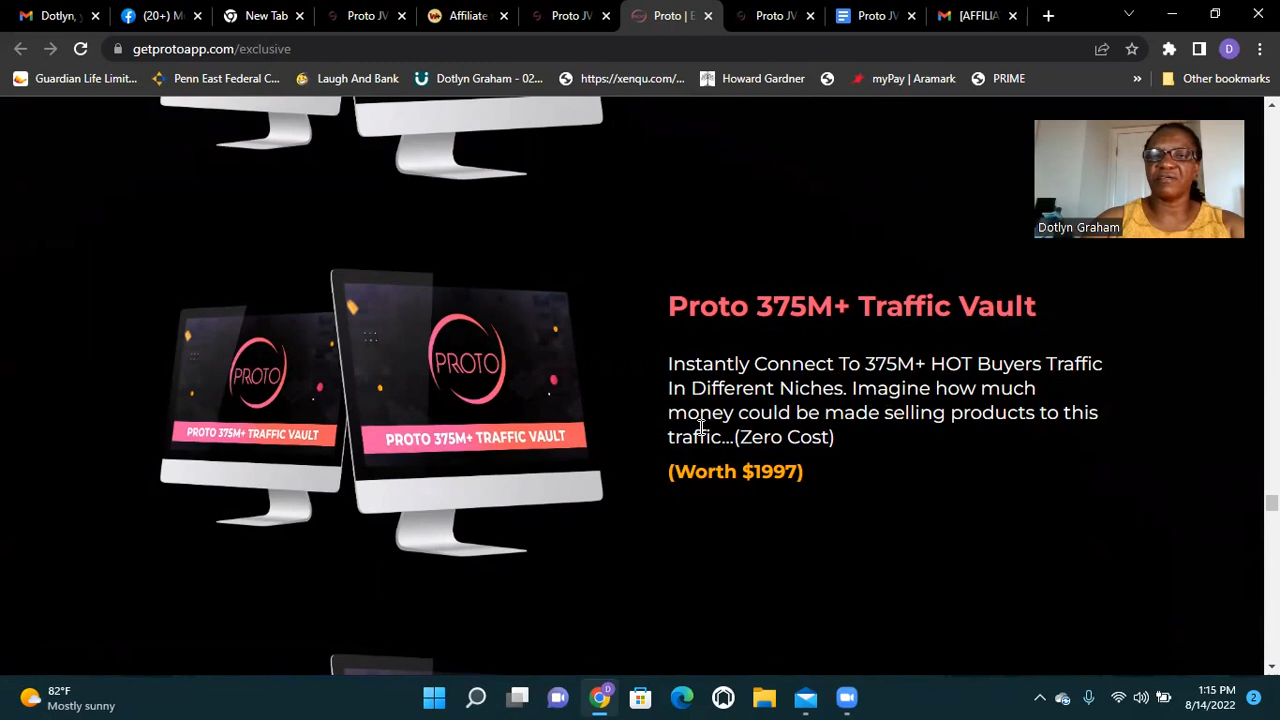 Dotlyn, y
(20+) M
New Tab
Proto JV
Affiliate
Proto JV
Proto | E
Proto JV
Proto JV
[AFFILIA
getprotoapp.com/exclusive
D
Guardian Life Limit...
Penn East Federal C...
Laugh And Bank
Dotlyn Graham - 02...
https://xenqu.com/...
Howard Gardner
myPay | Aramark
PRIME
»
Other bookmarks
Dotlyn Graham
PROTO
PROTO 375M+ TRAFFIC VAULT
PROTO
PROTO 375M+ TRAFFIC VAULT
Proto 375M+ Traffic Vault
Instantly Connect To 375M+ HOT Buyers Traffic
In Different Niches. Imagine how much
money could be made selling products to this
traffic...(Zero Cost)
(Worth $1997)
82°F
Mostly sunny
D
1:15 PM
8/14/2022
2